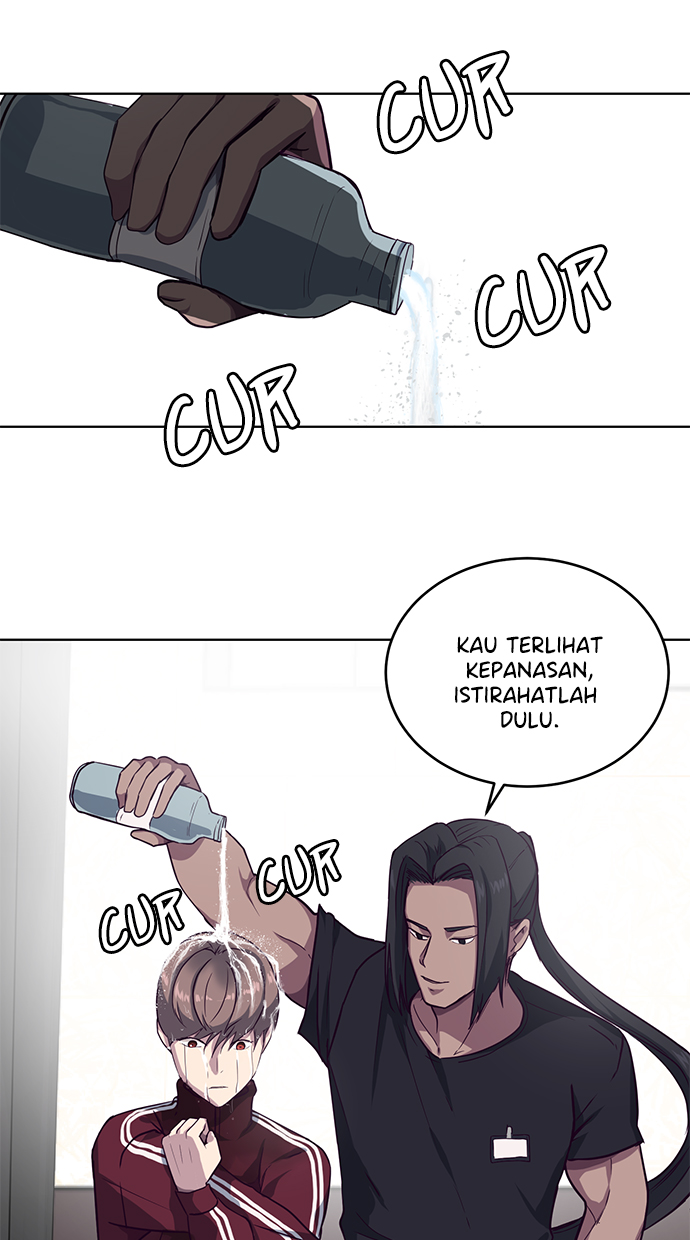 CUR
CUR
CUR
KAU TERLIHAT
KEPANASAN,
ISTIRAHATLAH
DULU.
CUR
CUR